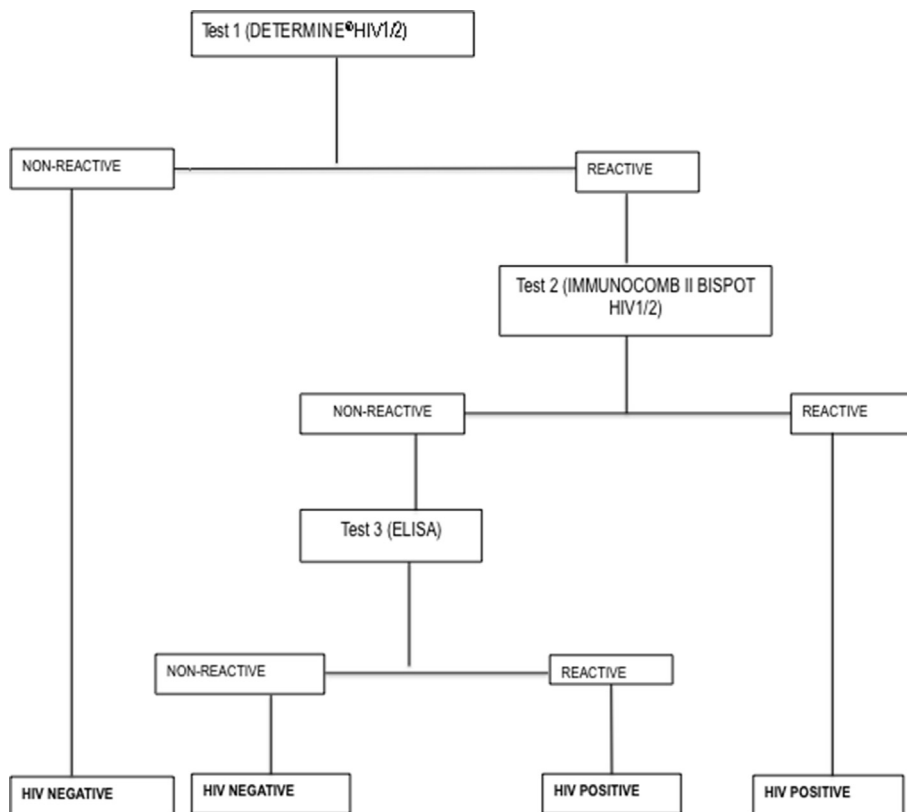 Test 1 (DETERMINE®HIV1/2)
NON-REACTIVE
REACTIVE
Test 2 (IMMUNOCOMB II BISPOT
HIV1/2)
NON-REACTIVE
REACTIVE
Test 3 (ELISA)
NON-REACTIVE
REACTIVE
HIV NEGATIVE
HIV NEGATIVE
HIV POSITIVE
HIV POSITIVE